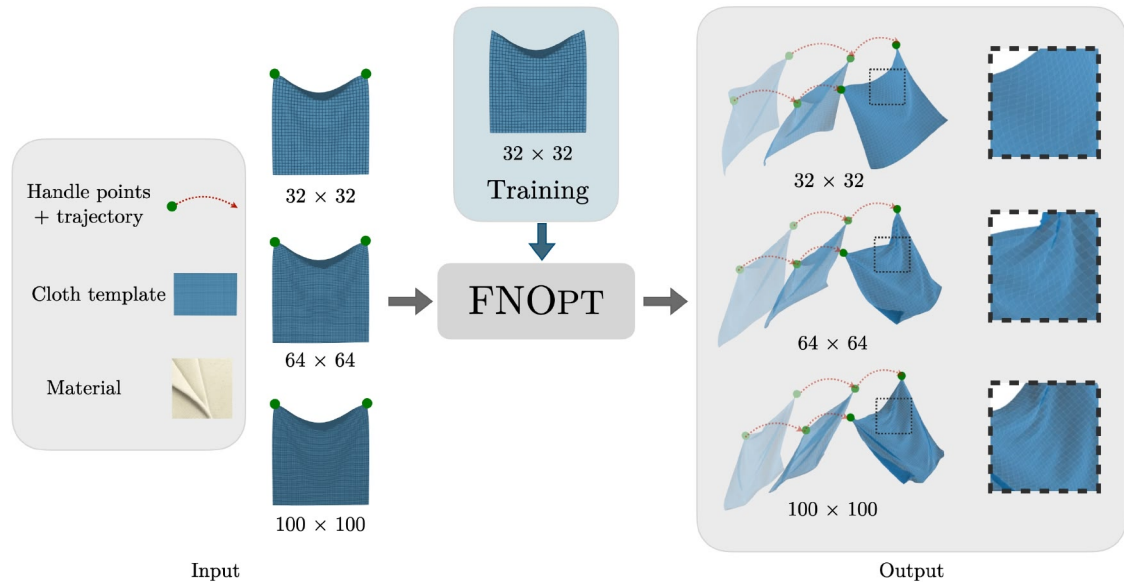 Handle points
+ trajectory
Cloth template
Material
32 × 32
64 × 64
100 × 100
32 × 32
Training
FNOPT
32 × 32
64 × 64
100 × 100
Input
Output